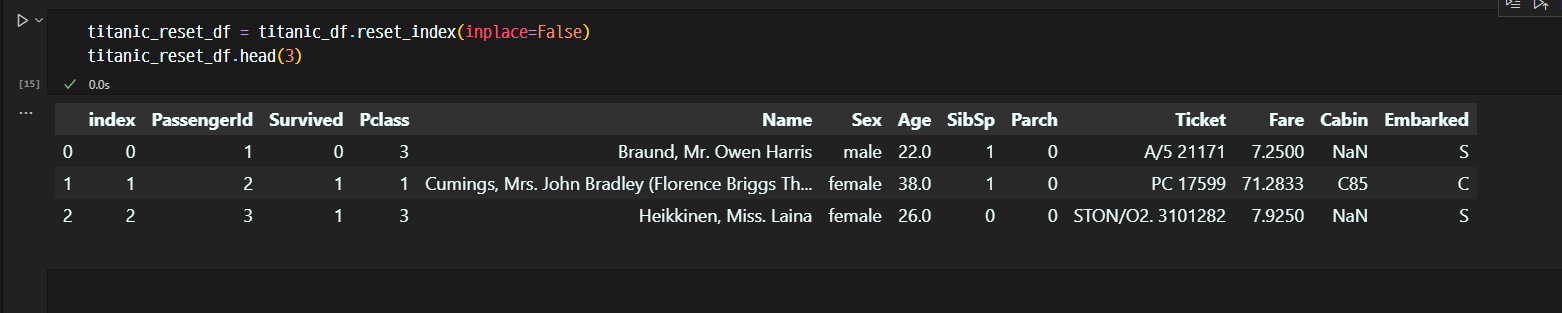 titanic_reset_df = titanic_df.reset_index(inplace=False)
titanic_reset_df.head(3)
[15] 0.0s
...
index PassengerId Survived Pclass Name Sex Age SibSp Parch Ticket Fare Cabin Embarked
0 0 1 0 3 Braund, Mr. Owen Harris male 22.0 1 0 A/5 21171 7.2500 NaN S
1 1 2 1 1 Cumings, Mrs. John Bradley (Florence Briggs Th... female 38.0 1 0 PC 17599 71.2833 C85 C
2 2 3 1 3 Heikkinen, Miss. Laina female 26.0 0 0 STON/O2. 3101282 7.9250 NaN S